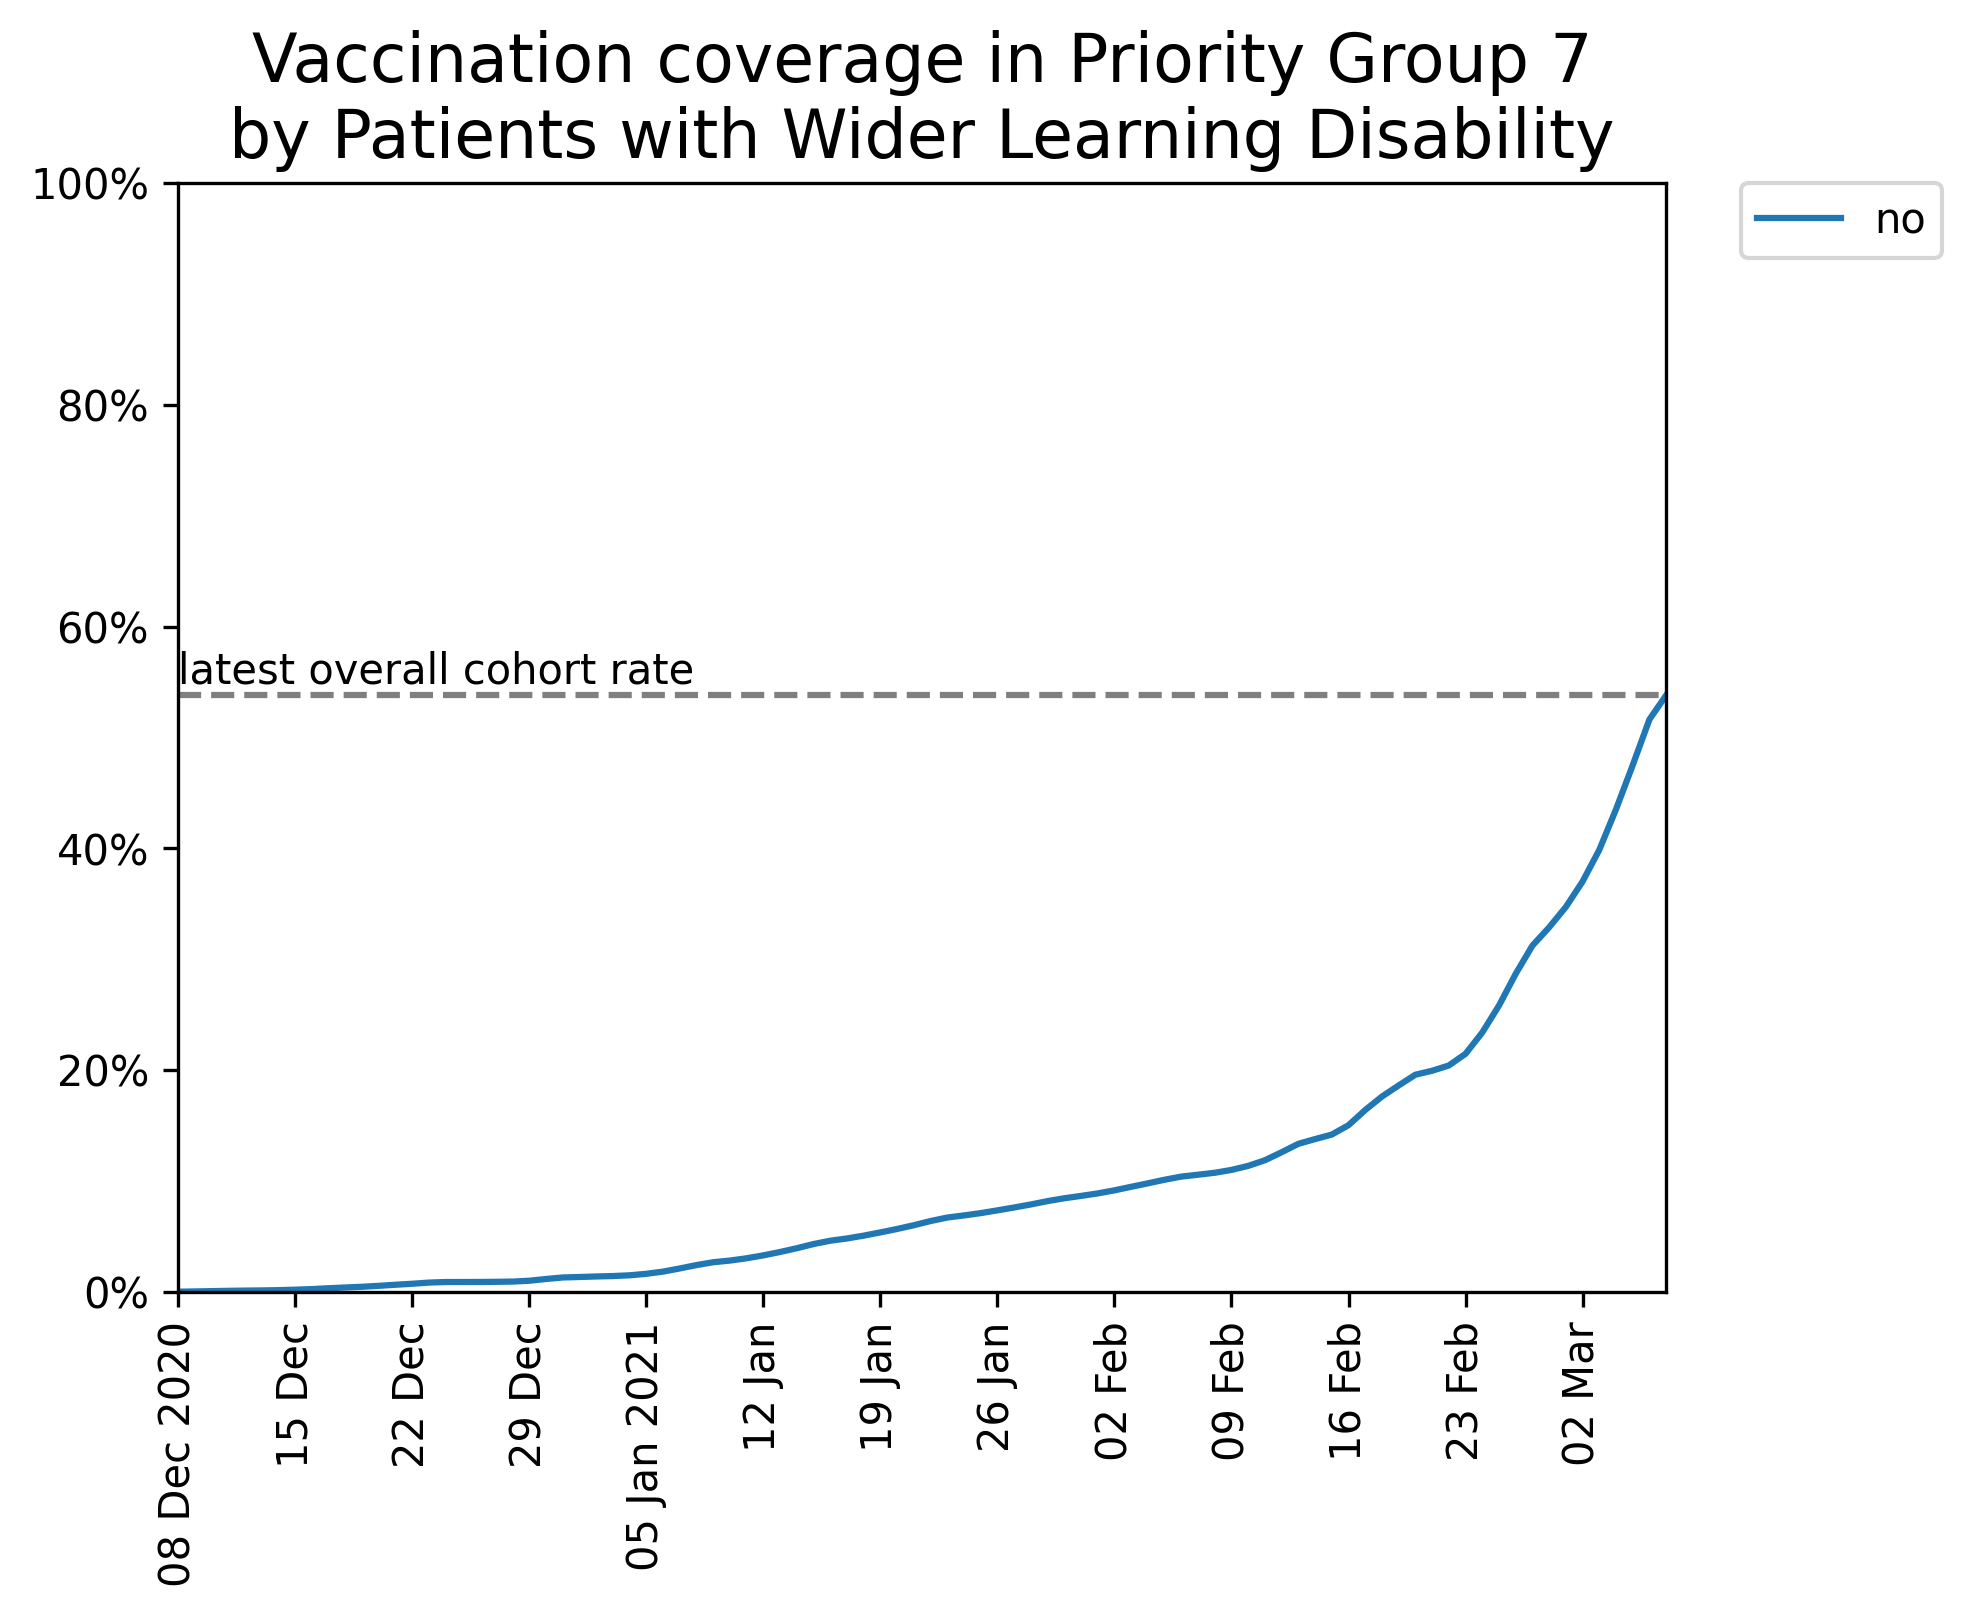 Vaccination coverage in Priority Group 7
by Patients with Wider Learning Disability
100%
80%
60%
40%
20%
0%
latest overall cohort rate
no
08 Dec 2020
15 Dec
22 Dec
29 Dec
05 Jan 2021
12 Jan
19 Jan
26 Jan
02 Feb
09 Feb
16 Feb
23 Feb
02 Mar